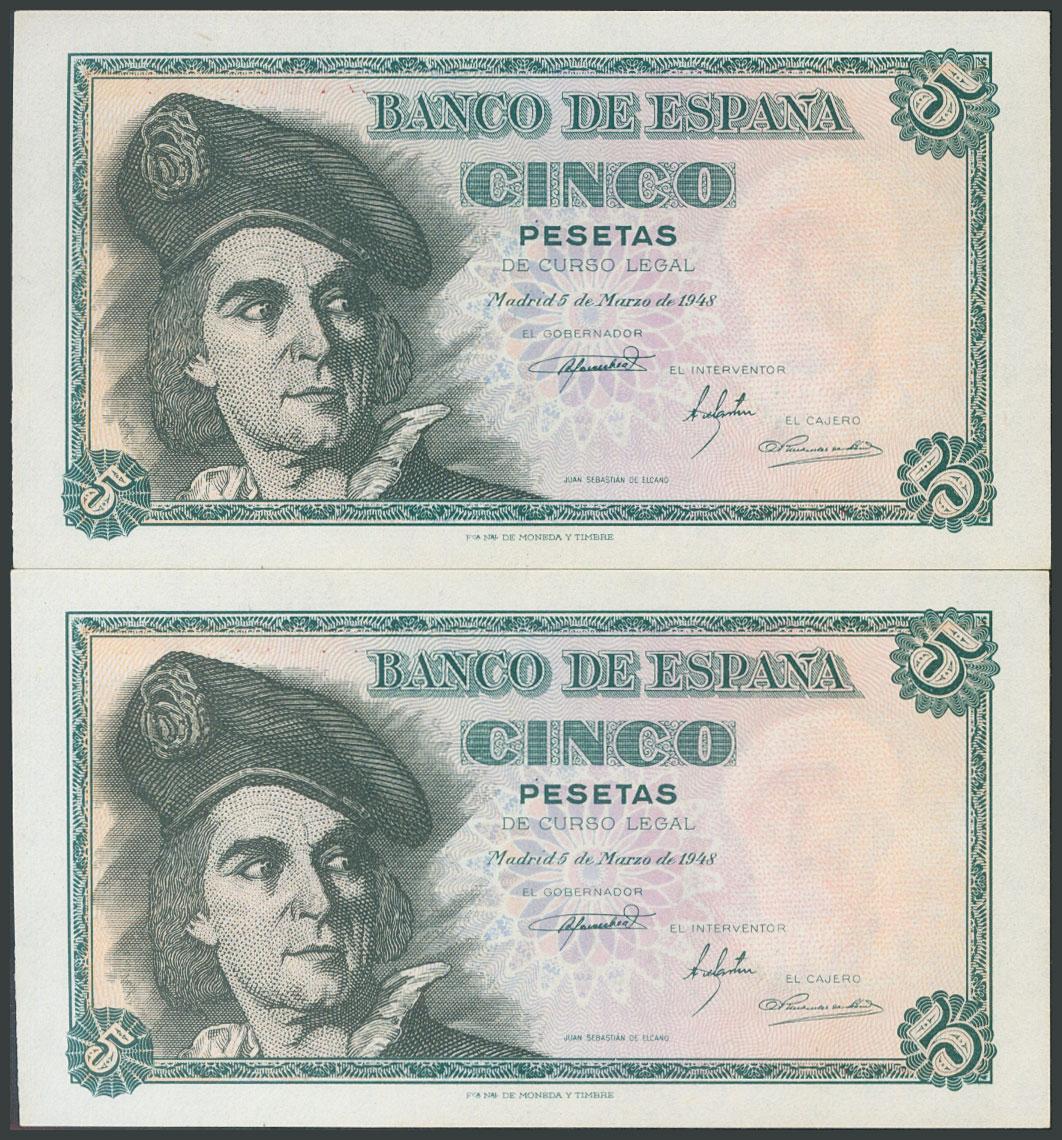 BANCO DE ESPAÑA
5
CINCO
PESETAS
DE CURSO LEGAL
Madrid 5 de Marzo de 1948
EL GOBERNADOR
EL INTERVENTOR
EL CAJERO
JUAN SEBASTIÁN DE ELCANO
5
5
FCA NAL DE MONEDA Y TIMBRE
BANCO DE ESPAÑA
5
CINCO
PESETAS
DE CURSO LEGAL
Madrid 5 de Marzo de 1948
EL GOBERNADOR
EL INTERVENTOR
EL CAJERO
JUAN SEBASTIÁN DE ELCANO
5
5
FCA NAL DE MONEDA Y TIMBRE